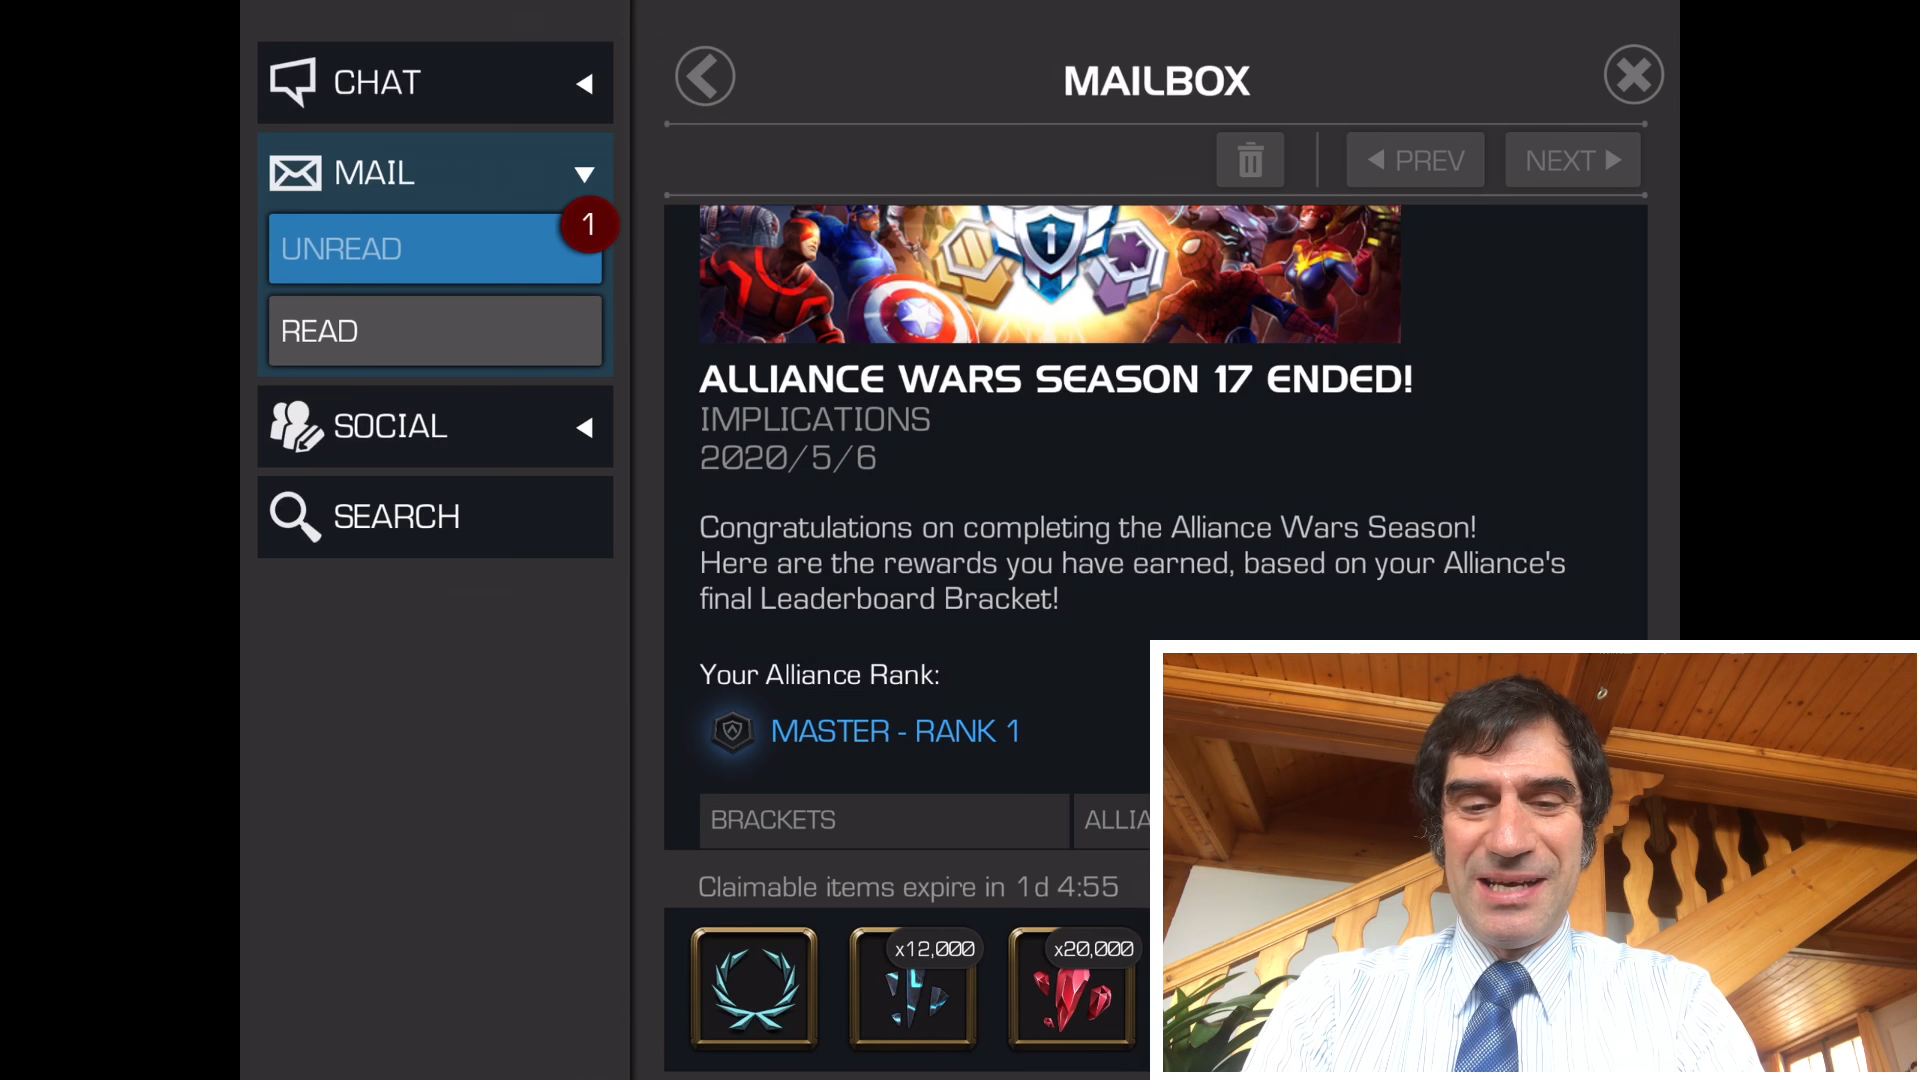 CHAT
MAIL
1
UNREAD
READ
SOCIAL
SEARCH
MAILBOX
PREV
NEXT
1
ALLIANCE WARS SEASON 17 ENDED!
IMPLICATIONS
2020/5/6
Congratulations on completing the Alliance Wars Season!
Here are the rewards you have earned, based on your Alliance's
final Leaderboard Bracket!
Your Alliance Rank:
MASTER - RANK 1
BRACKETS
ALLIA
Claimable items expire in 1d 4:55
x12,000
x20,000